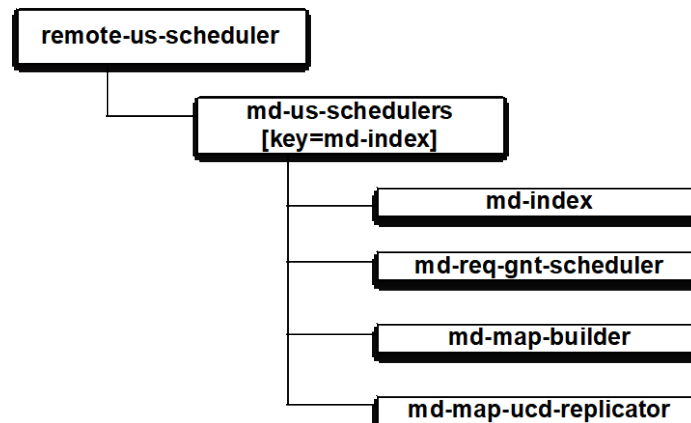 remote-us-scheduler
md-us-schedulers
[key=md-index]
md-index
md-req-gnt-scheduler
md-map-builder
md-map-ucd-replicator